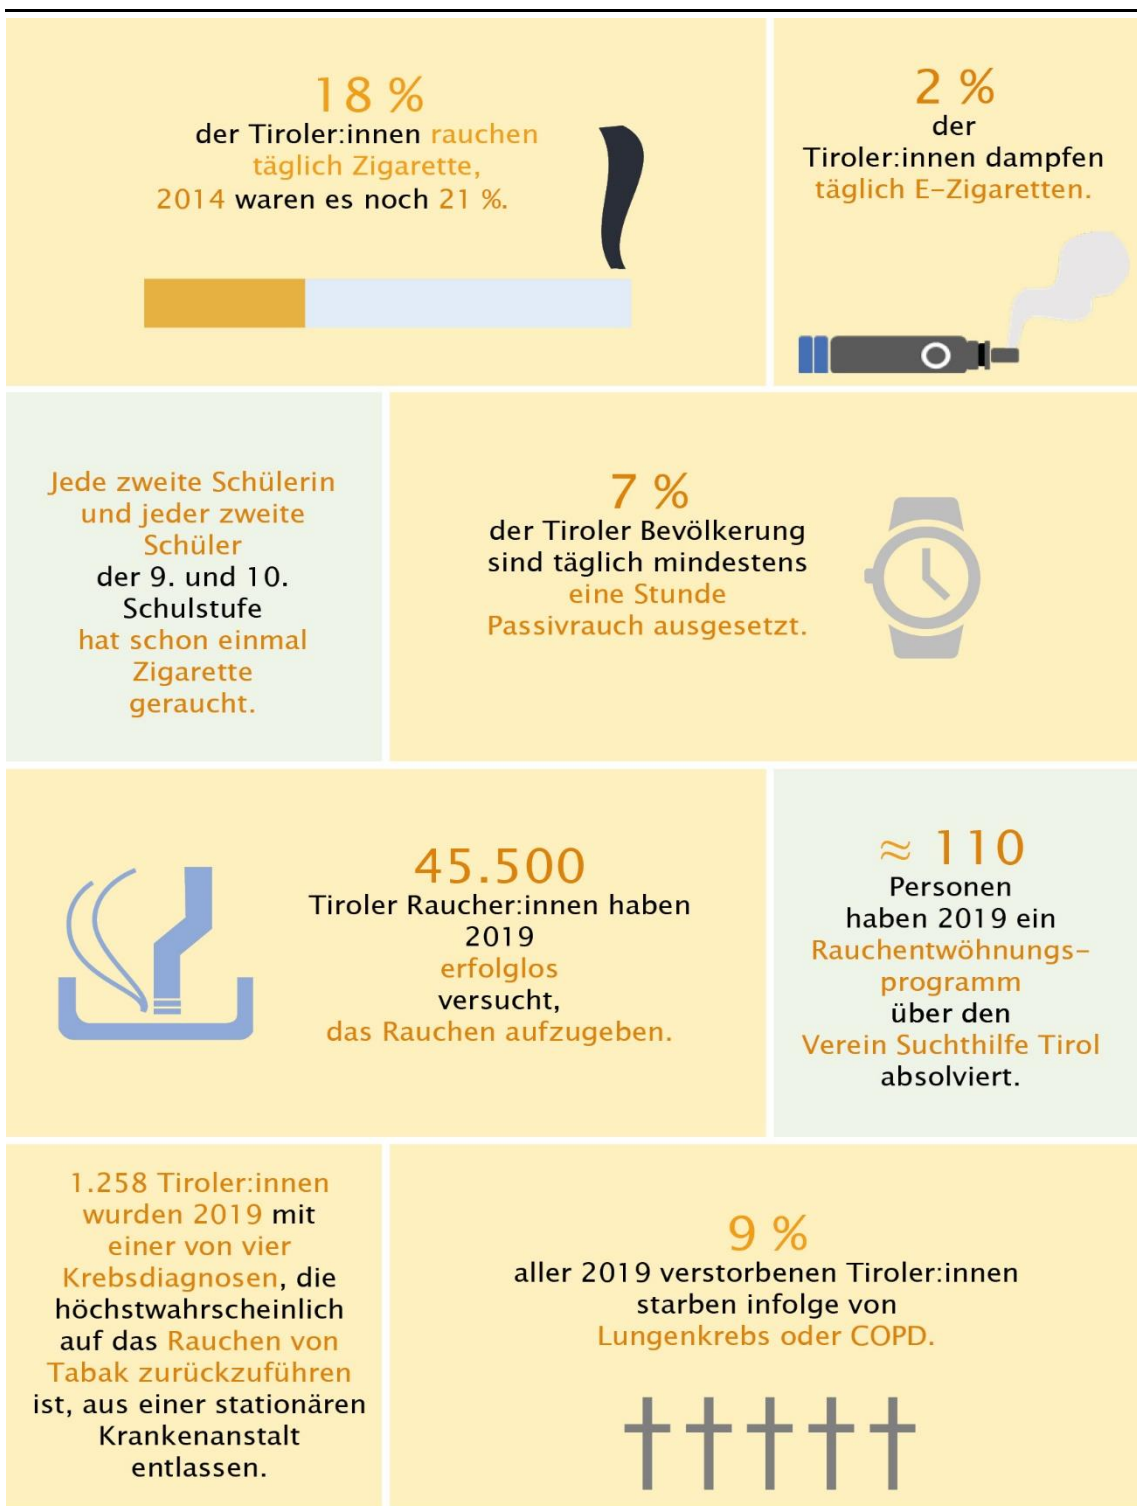 18 %
der Tiroler:innen rauchen
täglich Zigarette,
2014 waren es noch 21 %.
2 %
der
Tiroler:innen dampfen
täglich E-Zigaretten.
Jede zweite Schülerin
und jeder zweite
Schüler
der 9. und 10.
Schulstufe
hat schon einmal
Zigarette
geraucht.
7 %
der Tiroler Bevölkerung
sind täglich mindestens
eine Stunde
Passivrauch ausgesetzt.
45.500
Tiroler Raucher:innen haben
2019
erfolglos
versucht,
das Rauchen aufzugeben.
≈ 110
Personen
haben 2019 ein
Rauchentwöhnungs-
programm
über den
Verein Suchthilfe Tirol
absolviert.
1.258 Tiroler:innen
wurden 2019 mit
einer von vier
Krebsdiagnosen, die
höchstwahrscheinlich
auf das Rauchen von
Tabak zurückzuführen
ist, aus einer stationären
Krankenanstalt
entlassen.
9 %
aller 2019 verstorbenen Tiroler:innen
starben infolge von
Lungenkrebs oder COPD.